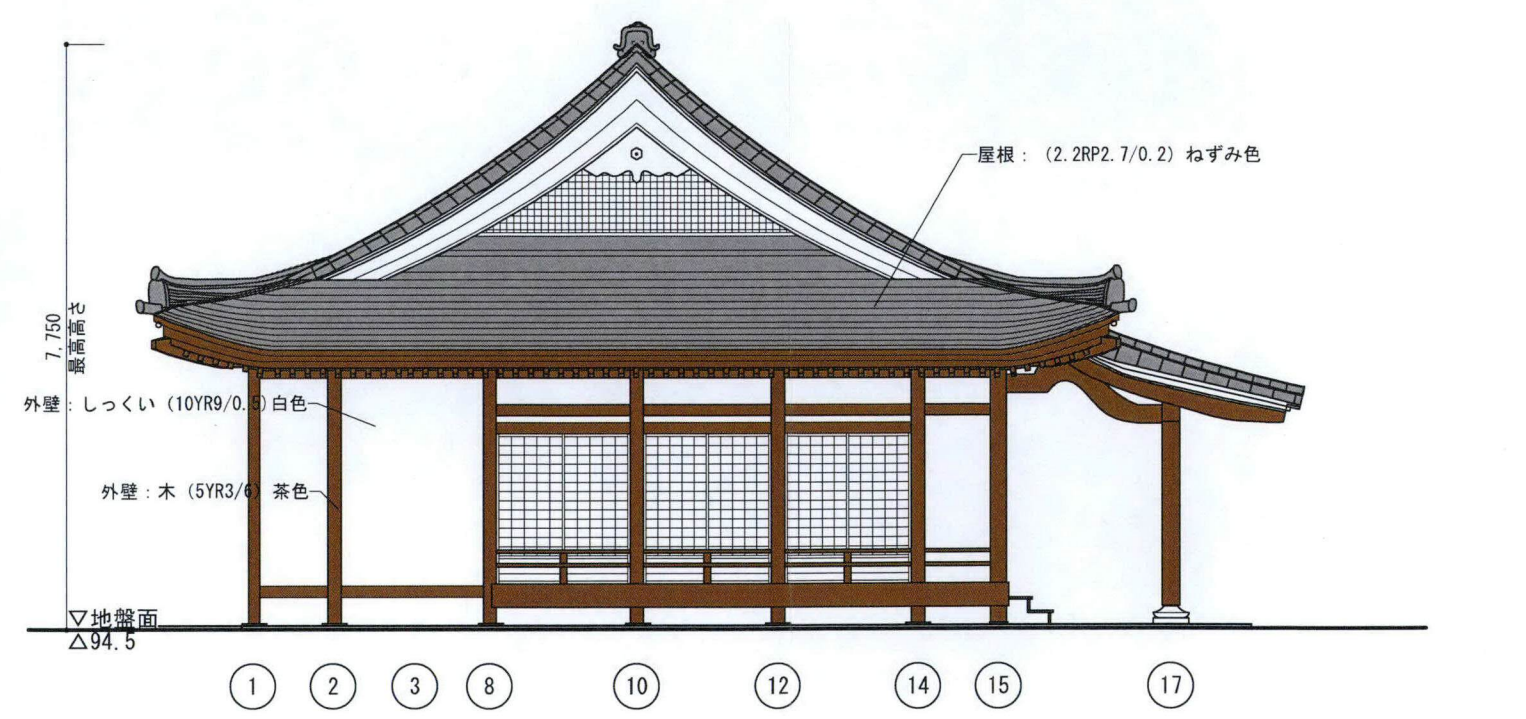 屋根：（2.2RP2.7/0.2）ねずみ色
7.750
最高高さ
外壁：しっくい（10YR9/0.5）白色
外壁：木（5YR3/6）茶色
▽地盤面
△94.5
1 2 3 8 10 12 14 15 17